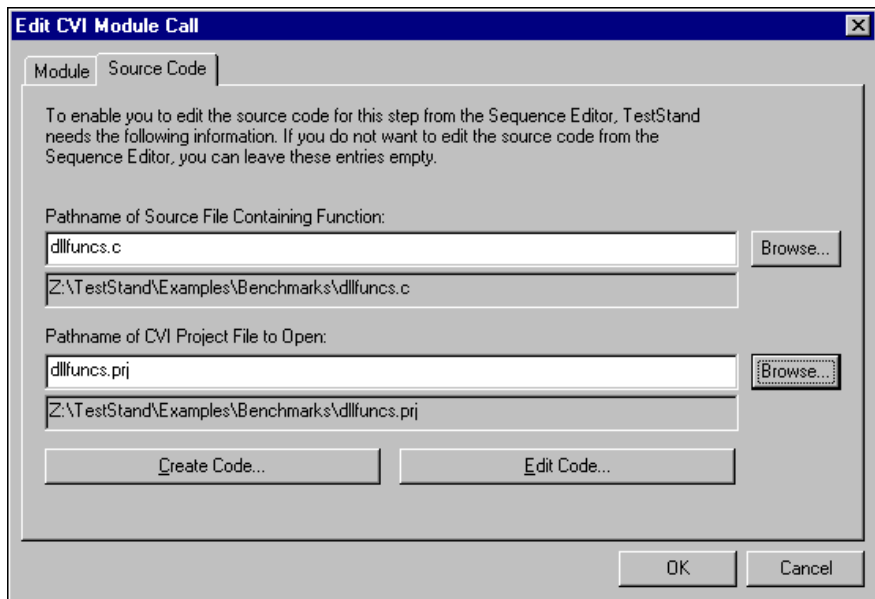 Edit CVI Module Call
Module
Source Code
To enable you to edit the source code for this step from the Sequence Editor, TestStand
needs the following information. If you do not want to edit the source code from the
Sequence Editor, you can leave these entries empty.
Pathname of Source File Containing Function:
dllfuncs.c
Browse...
Z:\TestStand\Examples\Benchmarks\dllfuncs.c
Pathname of CVI Project File to Open:
dllfuncs.prj
Browse...
Z:\TestStand\Examples\Benchmarks\dllfuncs.prj
Create Code...
Edit Code...
OK
Cancel